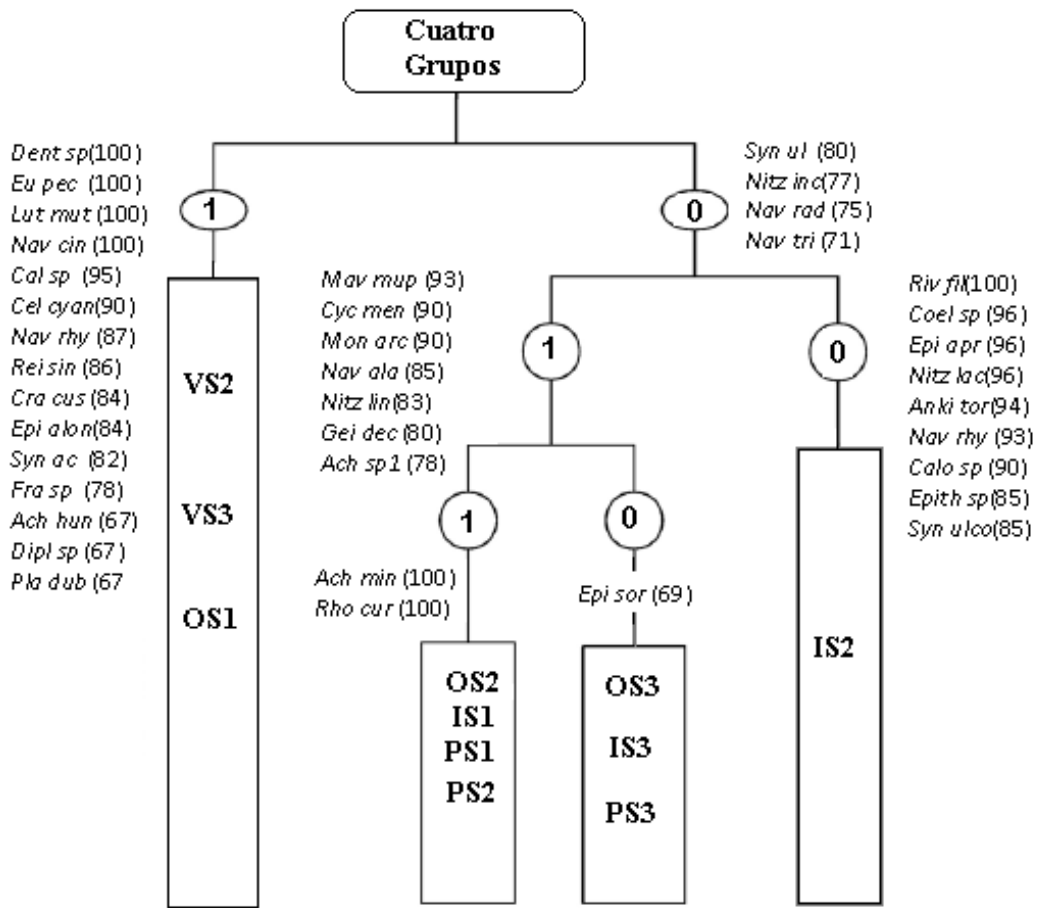 Cuatro
Grupos
Dent sp(100)
Eu pec (100)
Lut mut (100)
Nav cin (100)
Cal sp (95)
Cel cyan(90)
Nav rhy (87)
Rei sin (86)
Cra cus (84)
Epi alon(84)
Syn ac (82)
Fra sp (78)
Ach hun (67)
Dipl sp (67)
Pla dub (67
1
VS2
VS3
OS1
Syn ul (80)
Nitz inc(77)
Nav rad (75)
Nav tri (71)
0
Mav mup (93)
Cyc men (90)
Mon arc (90)
Nav ala (85)
Nitz lin (83)
Gei dec (80)
Ach sp1 (78)
1
Riv fil(100)
Coel sp (96)
Epi apr (96)
Nitz lac(96)
Anki tor(94)
Nav rhy (93)
Calo sp (90)
Epith sp(85)
Syn ulco(85)
0
1
0
Ach min (100)
Rho cur (100)
Epi sor (69)
OS2
IS1
PS1
PS2
OS3
IS3
PS3
IS2